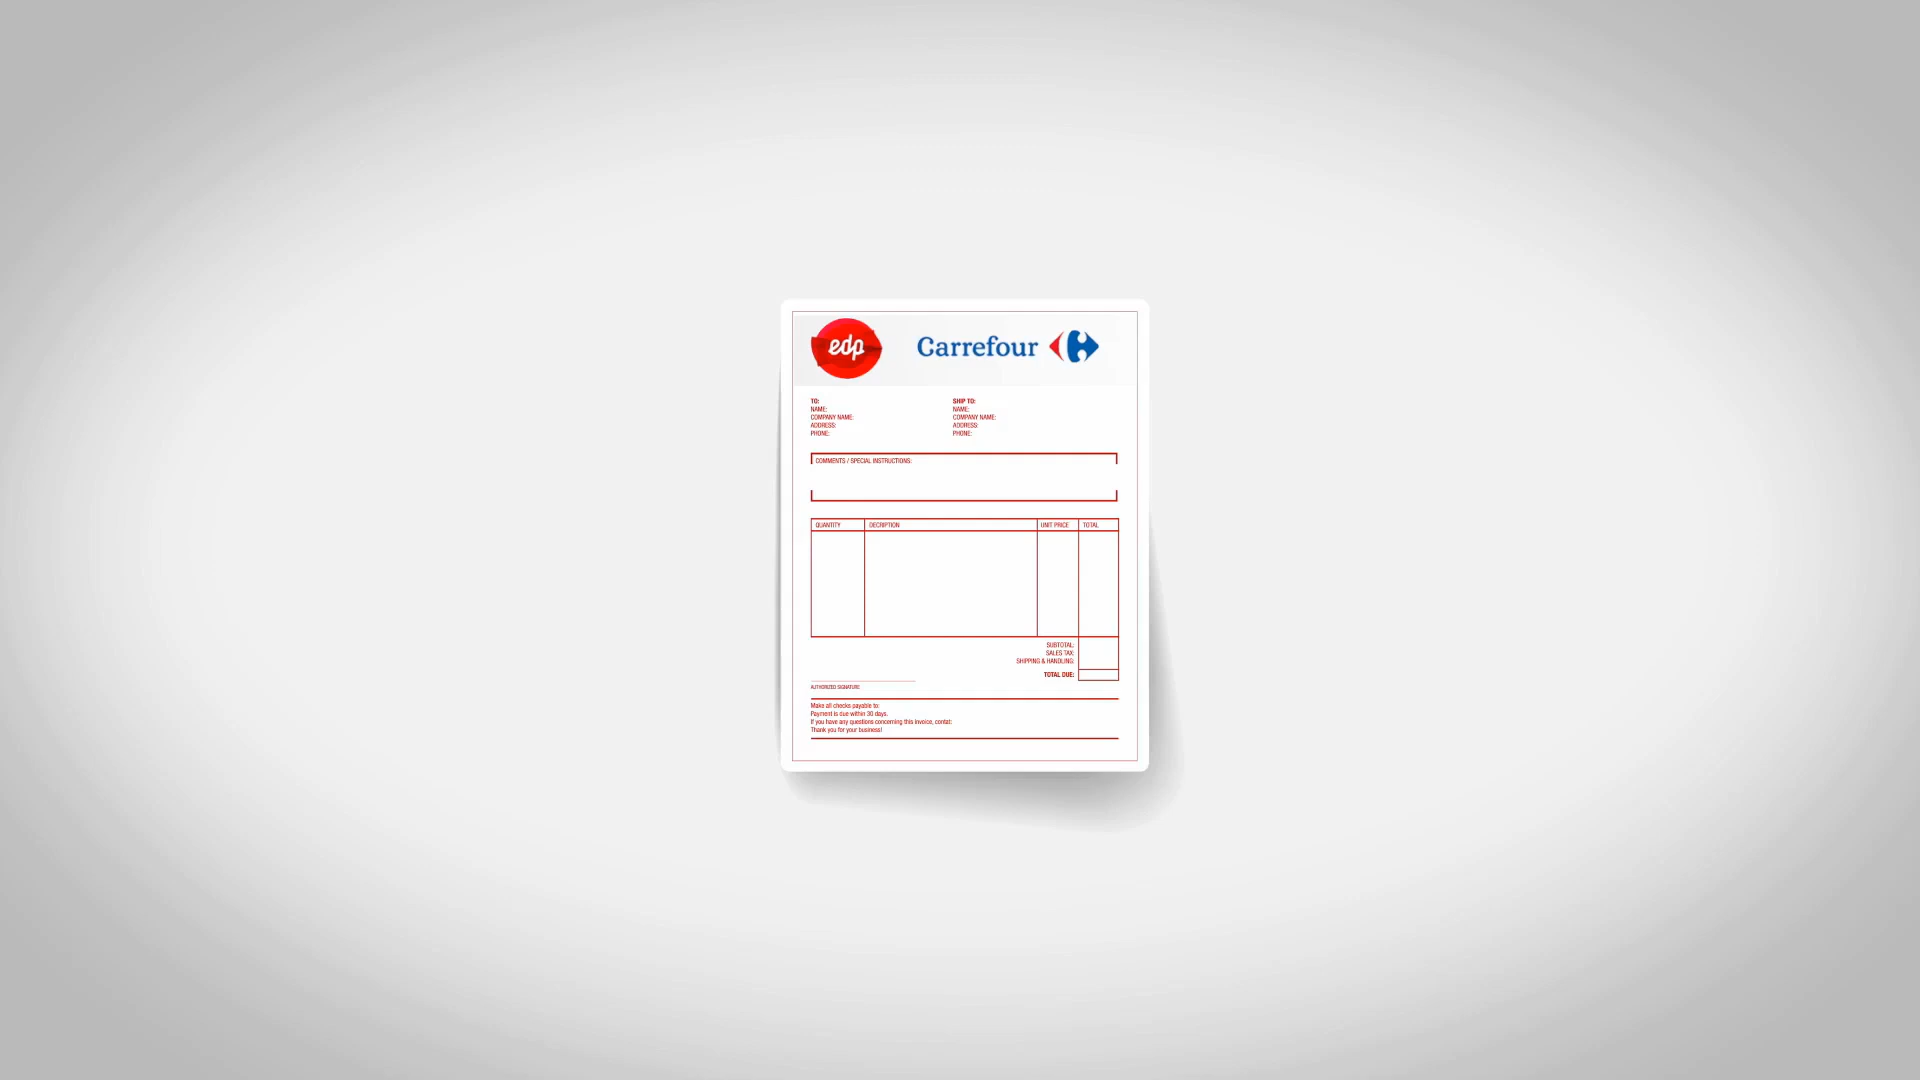 edp Carrefour
TO:
NAME:
COMPANY NAME:
ADDRESS:
PHONE:
SHIP TO:
NAME:
COMPANY NAME:
ADDRESS:
PHONE:
COMMENTS / SPECIAL INSTRUCTIONS:
QUANTITY DECRIPTION UNIT PRICE TOTAL
SUBTOTAL:
SALES TAX:
SHIPPING & HANDLING:
TOTAL DUE:
AUTHORIZED SIGNATURE
Make all checks payable to:
Payment is due within 30 days.
If you have any questions concerning this invoice, contat:
Thank you for your business!